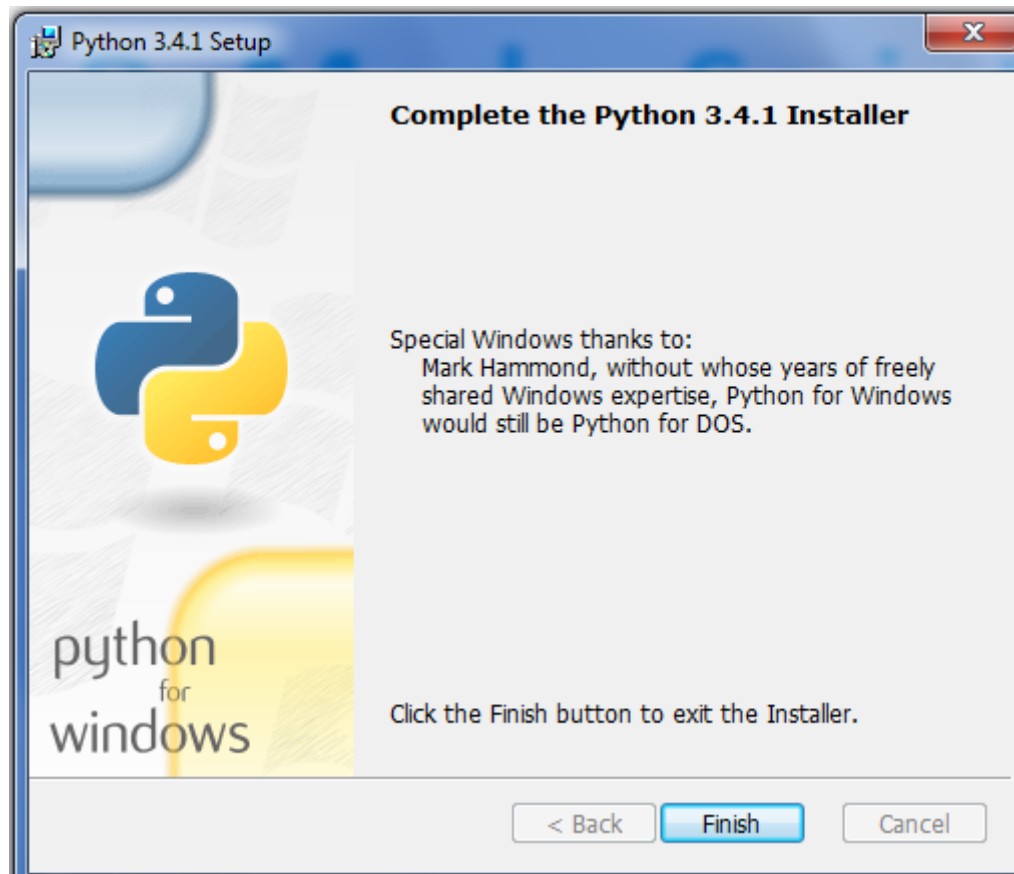 Python 3.4.1 Setup
Complete the Python 3.4.1 Installer
Special Windows thanks to:
Mark Hammond, without whose years of freely
shared Windows expertise, Python for Windows
would still be Python for DOS.
python
for
windows
Click the Finish button to exit the Installer.
< Back
Finish
Cancel